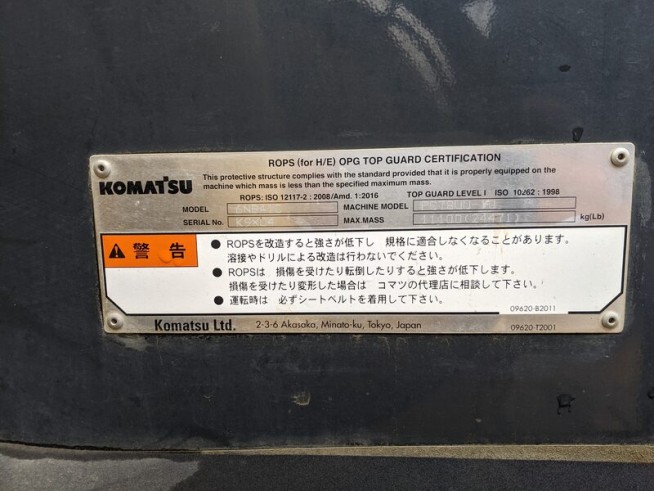 ROPS (for H/E) OPG TOP GUARD CERTIFICATION
KOMATSU
This protective structure complies with the standard provided that it is properly equipped on the
machine which mass is less than the specified maximum mass.
ROPS: ISO 12117-2 : 2008/Amd. 1:2016 TOP GUARD LEVEL I ISO 10262 : 1998
MODEL MACHINE MODEL
SERIAL No. MAX.MASS kg(Lb)
警告
● ROPSを改造すると強さが低下し 規格に適合しなくなることがあります。
溶接やドリルによる改造は行わないでください。
● ROPSは 損傷を受けたり転倒したりすると強さが低下します。
損傷を受けたり変形した場合は コマツの代理店に相談して下さい。
● 運転時は 必ずシートベルトを着用して下さい。
09620-B2011
Komatsu Ltd. 2-3-6 Akasaka, Minato-ku, Tokyo, Japan 09620-T2001